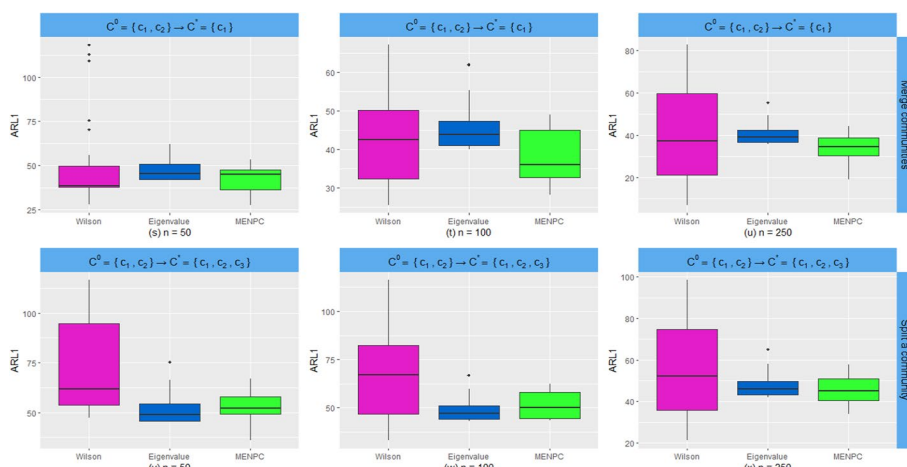 C⁰ = { c₁ , c₂ } → C* = { c₁ }
C⁰ = { c₁ , c₂ } → C* = { c₁ }
C⁰ = { c₁ , c₂ } → C* = { c₁ }
Merge communities
ARL1
100
75
50
25
Wilson Eigenvalue MENPC
(s) n = 50
ARL1
60
50
40
30
Wilson Eigenvalue MENPC
(t) n = 100
ARL1
80
60
40
20
Wilson Eigenvalue MENPC
(u) n = 250
C⁰ = { c₁ , c₂ } → C* = { c₁ , c₂ , c₃ }
C⁰ = { c₁ , c₂ } → C* = { c₁ , c₂ , c₃ }
C⁰ = { c₁ , c₂ } → C* = { c₁ , c₂ , c₃ }
Split a community
ARL1
100
75
50
Wilson Eigenvalue MENPC
(v) n = 50
ARL1
100
50
Wilson Eigenvalue MENPC
(w) n = 100
ARL1
100
80
60
40
20
Wilson Eigenvalue MENPC
(x) n = 250